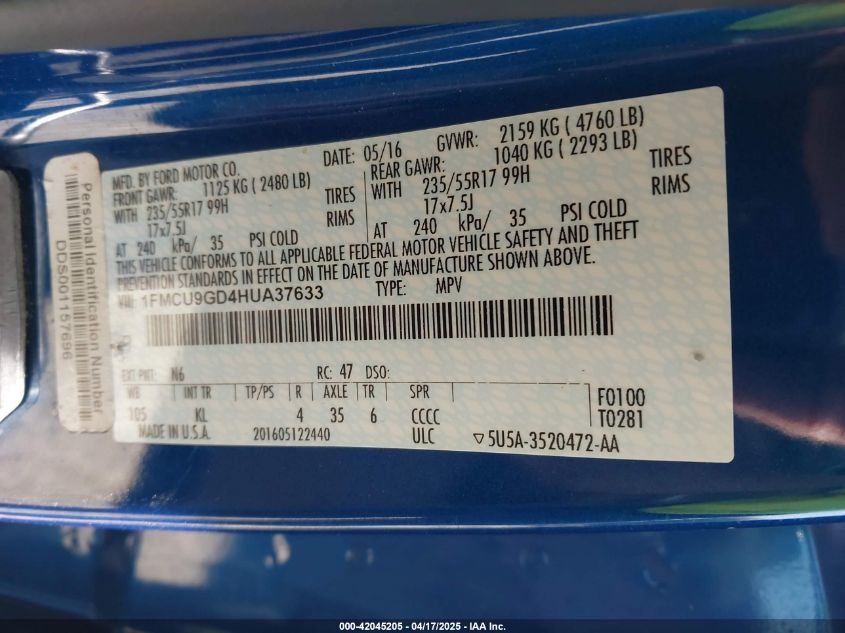 Personal Identification Number
DDS001157696
MFD. BY FORD MOTOR CO.
DATE: 05/16
GVWR: 2159 KG ( 4760 LB)
FRONT GAWR: 1125 KG ( 2480 LB)
REAR GAWR: 1040 KG ( 2293 LB)
WITH 235/55R17 99H TIRES
WITH 235/55R17 99H TIRES
17x7.5J RIMS
17x7.5J RIMS
AT 240 kPa/ 35 PSI COLD
AT 240 kPa/ 35 PSI COLD
THIS VEHICLE CONFORMS TO ALL APPLICABLE FEDERAL MOTOR VEHICLE SAFETY AND THEFT
PREVENTION STANDARDS IN EFFECT ON THE DATE OF MANUFACTURE SHOWN ABOVE.
VIN: 1FMCU9GD4HUA37633
TYPE: MPV
EXT PNT: N6 RC: 47 DSO:
WB INT TR TP/PS R AXLE TR SPR
105 KL 4 35 6 CCCC
F0100
T0281
MADE IN U.S.A. 201605122440 ULC ▽5U5A-3520472-AA
000-42045205 - 04/17/2025 - IAA Inc.